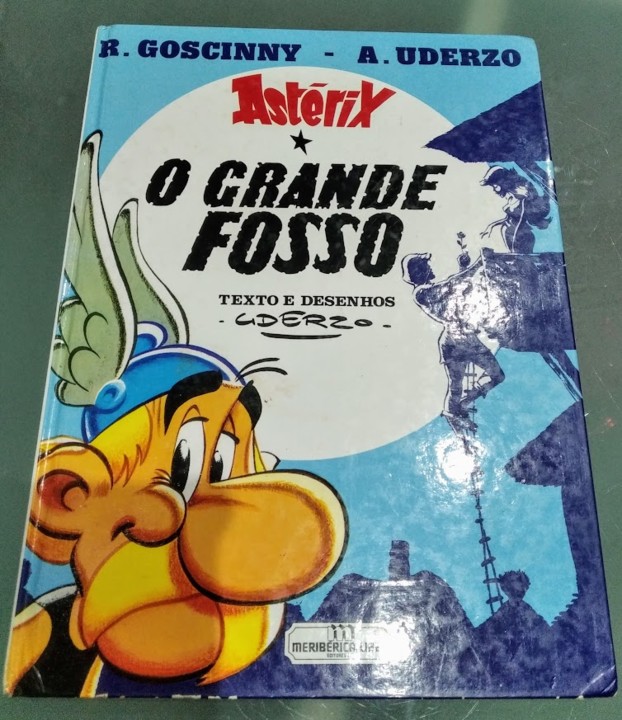 R. GOSCINNY - A. UDERZO
Astérix
O GRANDE
FOSSO
TEXTO E DESENHOS
- UDERZO -
MERIBÉRICA/LIBER